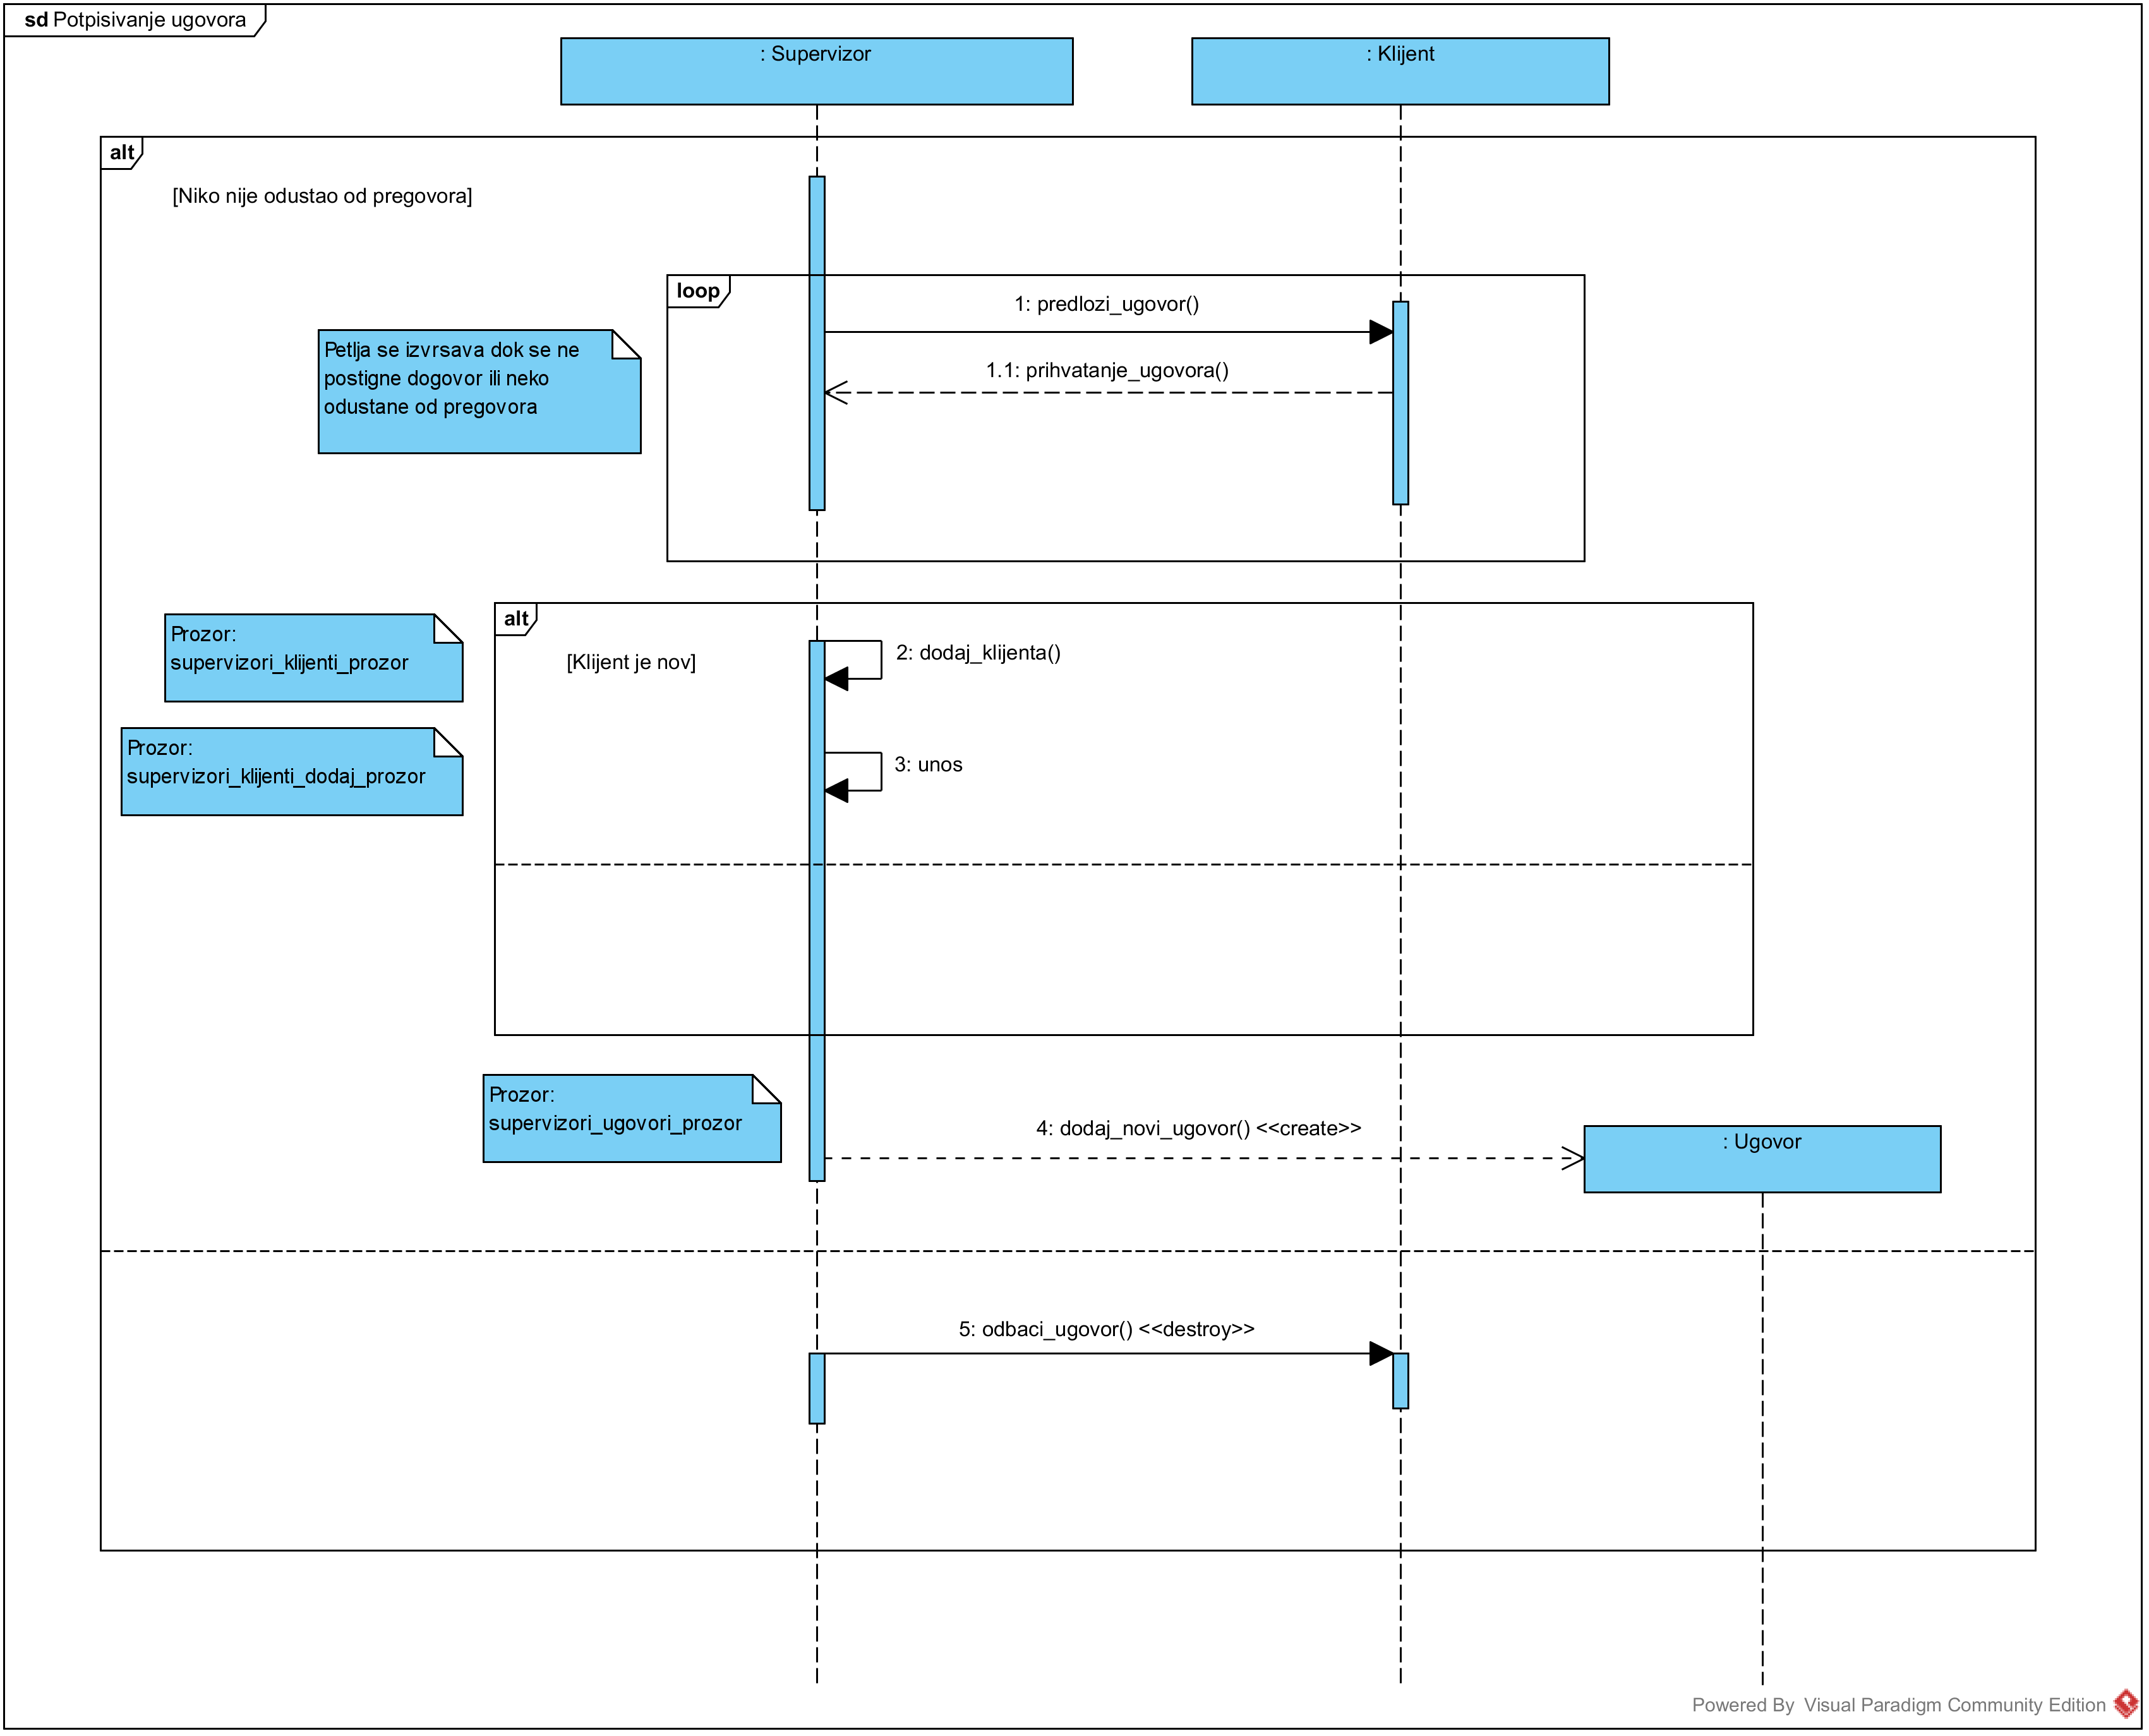 sd Potpisivanje ugovora
: Supervizor
: Klijent
alt
[Niko nije odustao od pregovora]
loop
1: predlozi_ugovor()
Petlja se izvrsava dok se ne
postigne dogovor ili neko
odustane od pregovora
1.1: prihvatanje_ugovora()
alt
Prozor:
supervizori_klijenti_prozor
[Klijent je nov]
2: dodaj_klijenta()
Prozor:
supervizori_klijenti_dodaj_prozor
3: unos
Prozor:
supervizori_ugovori_prozor
4: dodaj_novi_ugovor() <<create>>
: Ugovor
5: odbaci_ugovor() <<destroy>>
Powered By Visual Paradigm Community Edition